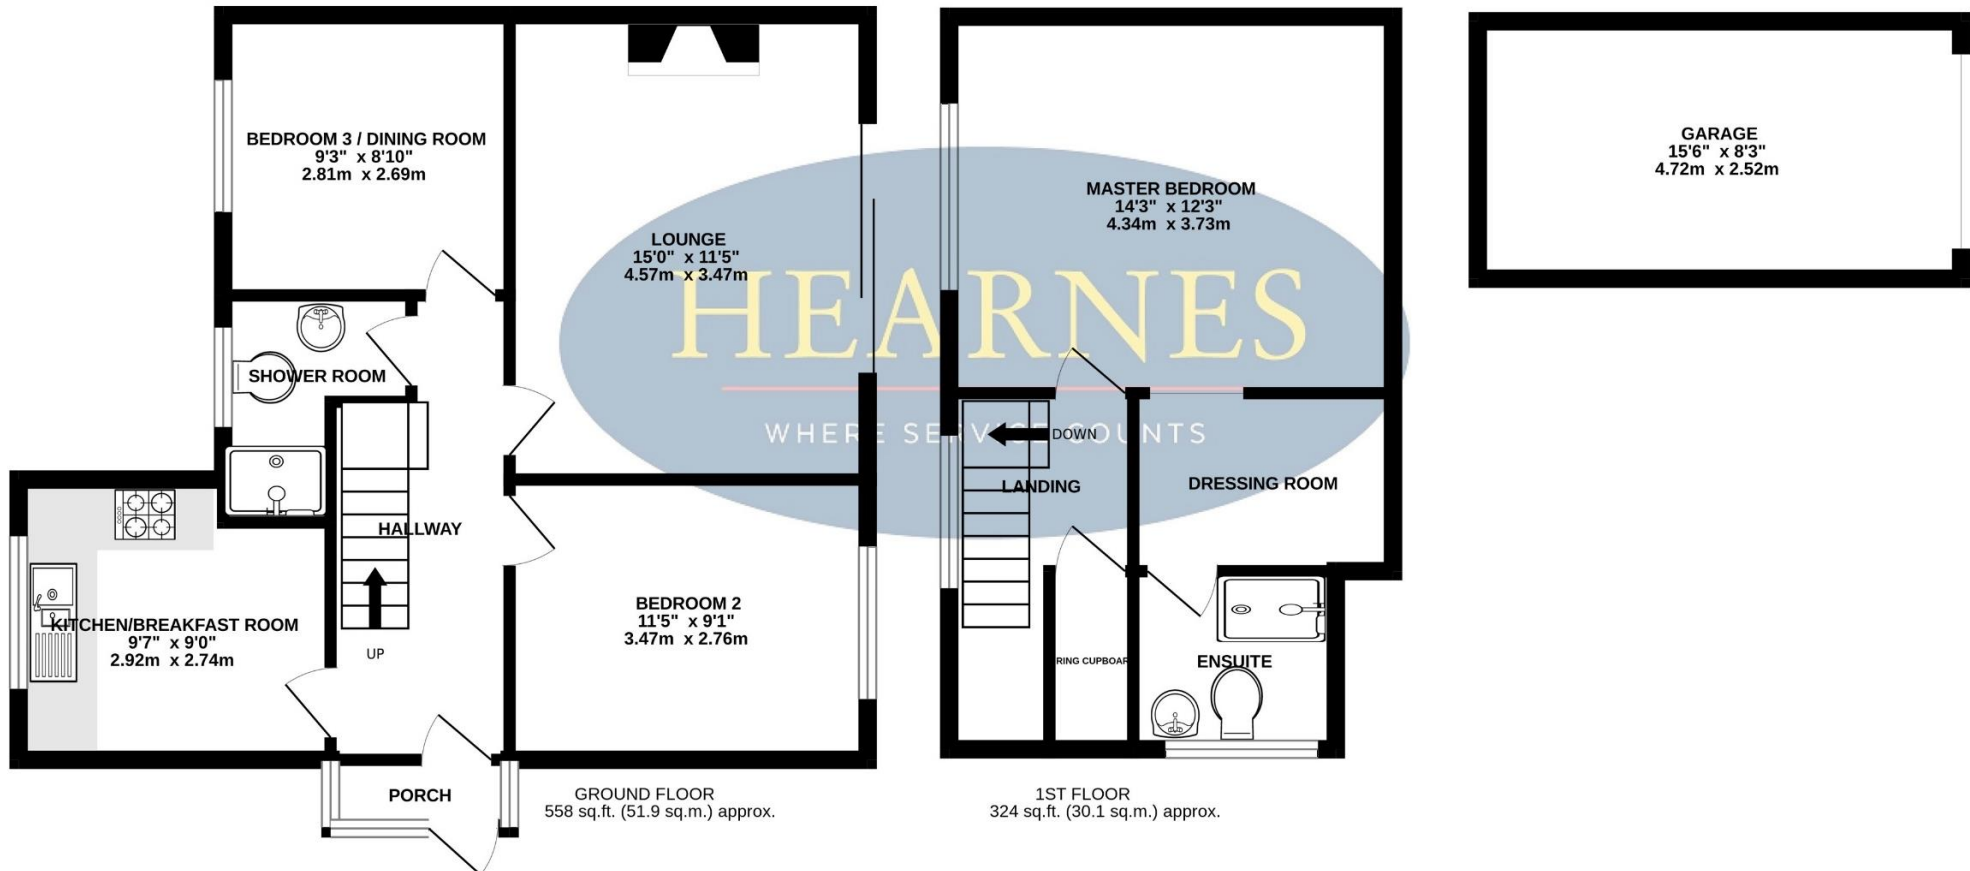 BEDROOM 3 / DINING ROOM
9'3" x 8'10"
2.81m x 2.69m
LOUNGE
15'0" x 11'5"
4.57m x 3.47m
SHOWER ROOM
HALLWAY
KITCHEN/BREAKFAST ROOM
9'7" x 9'0"
2.92m x 2.74m
UP
BEDROOM 2
11'5" x 9'1"
3.47m x 2.76m
PORCH
GROUND FLOOR
558 sq.ft. (51.9 sq.m.) approx.
MASTER BEDROOM
14'3" x 12'3"
4.34m x 3.73m
HEARNES
WHERE SERVICE COUNTS
DOWN
LANDING
DRESSING ROOM
RING CUPBOAR
ENSUITE
1ST FLOOR
324 sq.ft. (30.1 sq.m.) approx.
GARAGE
15'6" x 8'3"
4.72m x 2.52m